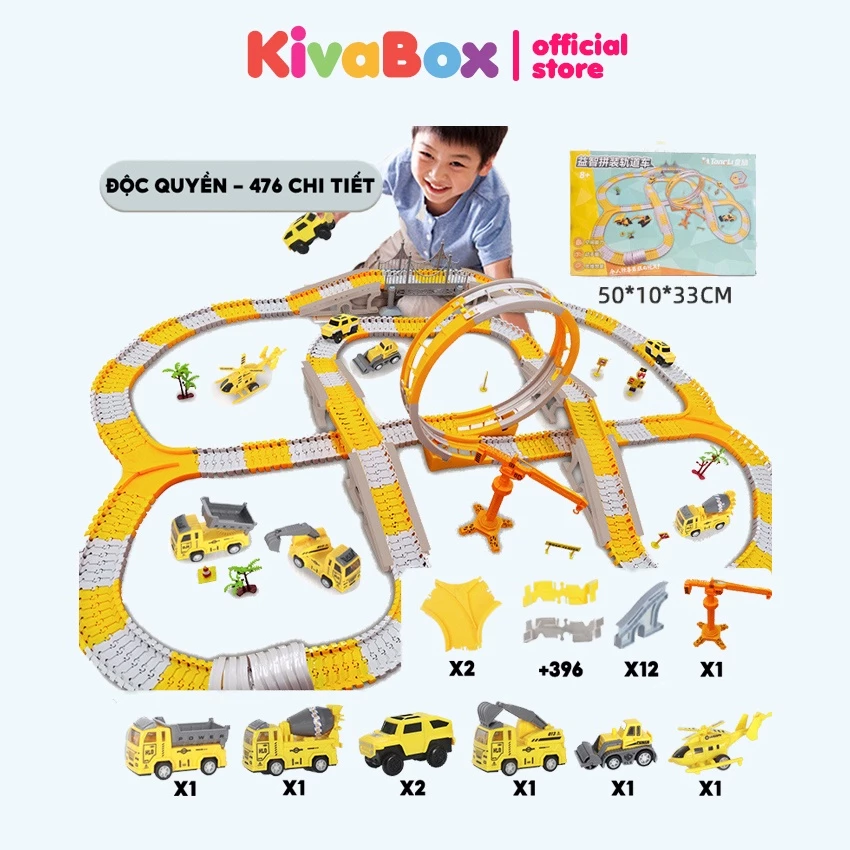 KivaBox official
store
ĐỘC QUYỀN – 476 CHI TIẾT
益智拼装轨道车
50*10*33CM
X2
+396
X12
X1
POWER
X1
X1
X2
X1
X1
X1